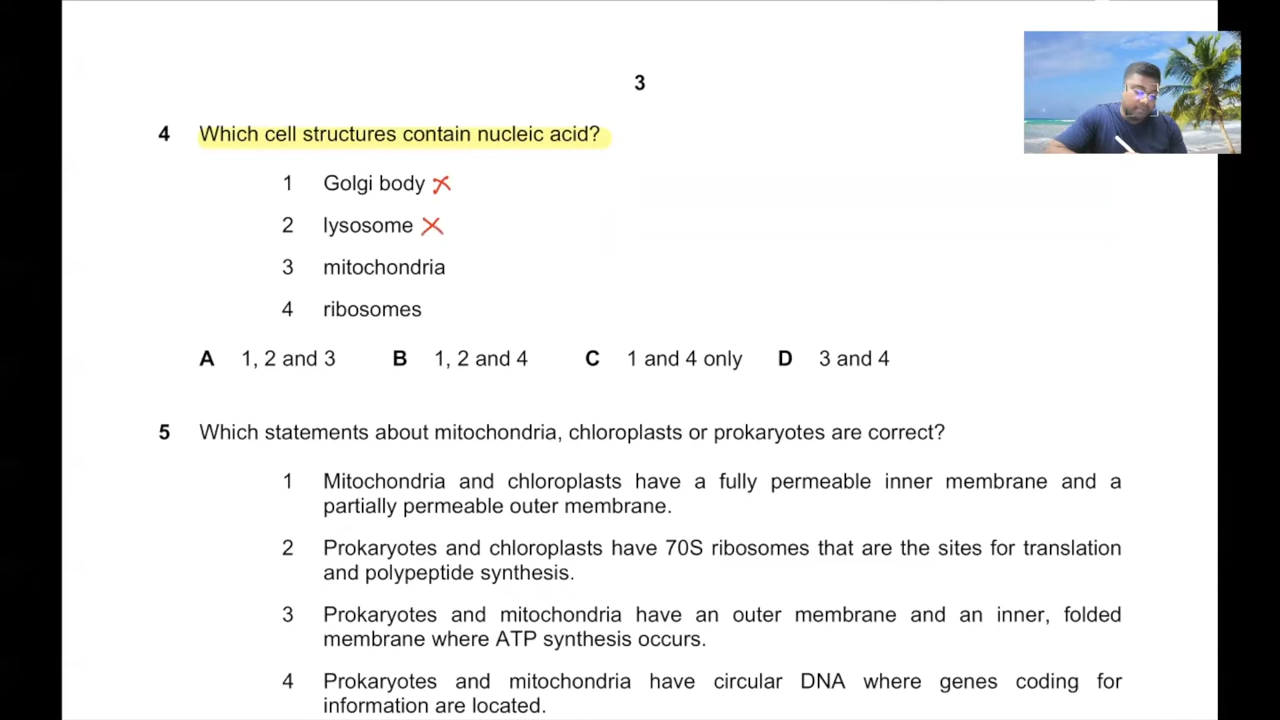 3
4 Which cell structures contain nucleic acid?
1 Golgi body
2 lysosome
3 mitochondria
4 ribosomes
A 1, 2 and 3 B 1, 2 and 4 C 1 and 4 only D 3 and 4
5 Which statements about mitochondria, chloroplasts or prokaryotes are correct?
1 Mitochondria and chloroplasts have a fully permeable inner membrane and a
partially permeable outer membrane.
2 Prokaryotes and chloroplasts have 70S ribosomes that are the sites for translation
and polypeptide synthesis.
3 Prokaryotes and mitochondria have an outer membrane and an inner, folded
membrane where ATP synthesis occurs.
4 Prokaryotes and mitochondria have circular DNA where genes coding for
information are located.